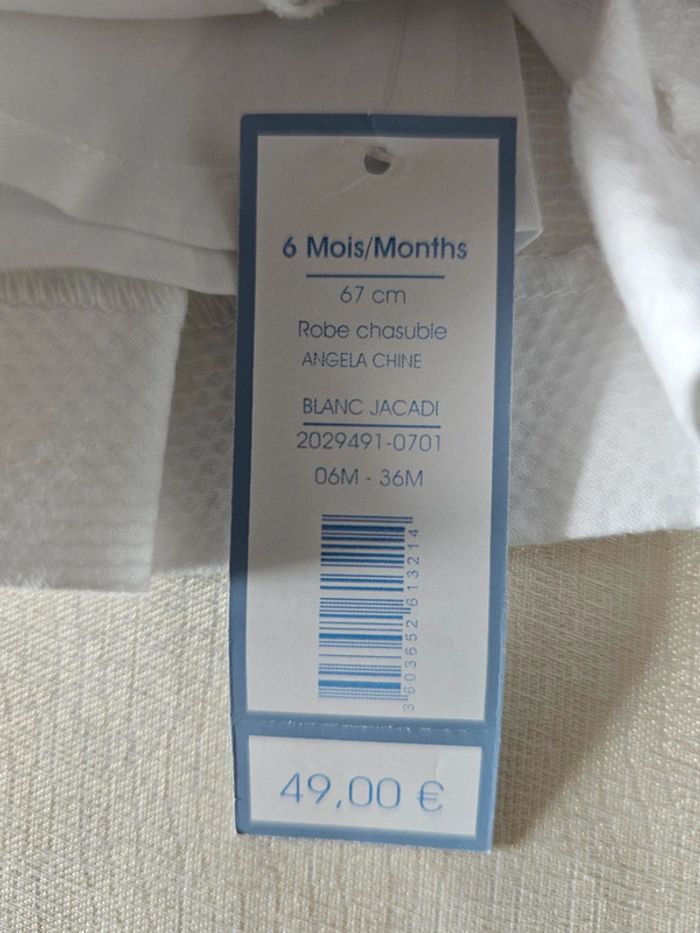 6 Mois/Months
67 cm
Robe chasuble
ANGELA CHINE
BLANC JACADI
2029491-0701
06M - 36M
3603652613214
49,00 €